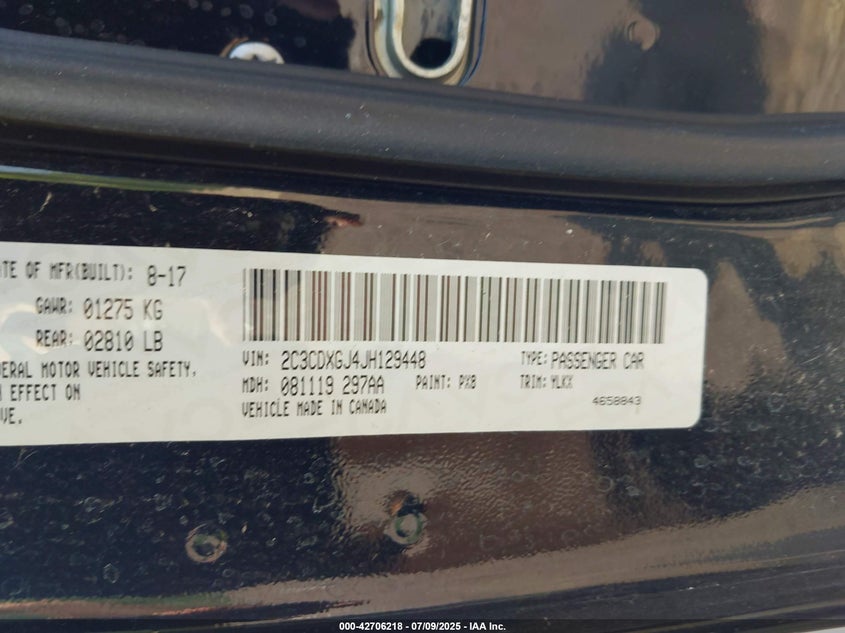 ATE OF MFR(BUILT): 8-17
GAWR: 01275 KG
REAR: 02810 LB
ERAL MOTOR VEHICLE SAFETY,
EFFECT ON
VE.
VIN: 2C3CDXGJ4JH129448 TYPE: PASSENGER CAR
MDH: 081119 297AA PAINT: PX8 TRIM: YLKX
VEHICLE MADE IN CANADA 4658843
000-42706218 - 07/09/2025 - © IAA Inc.